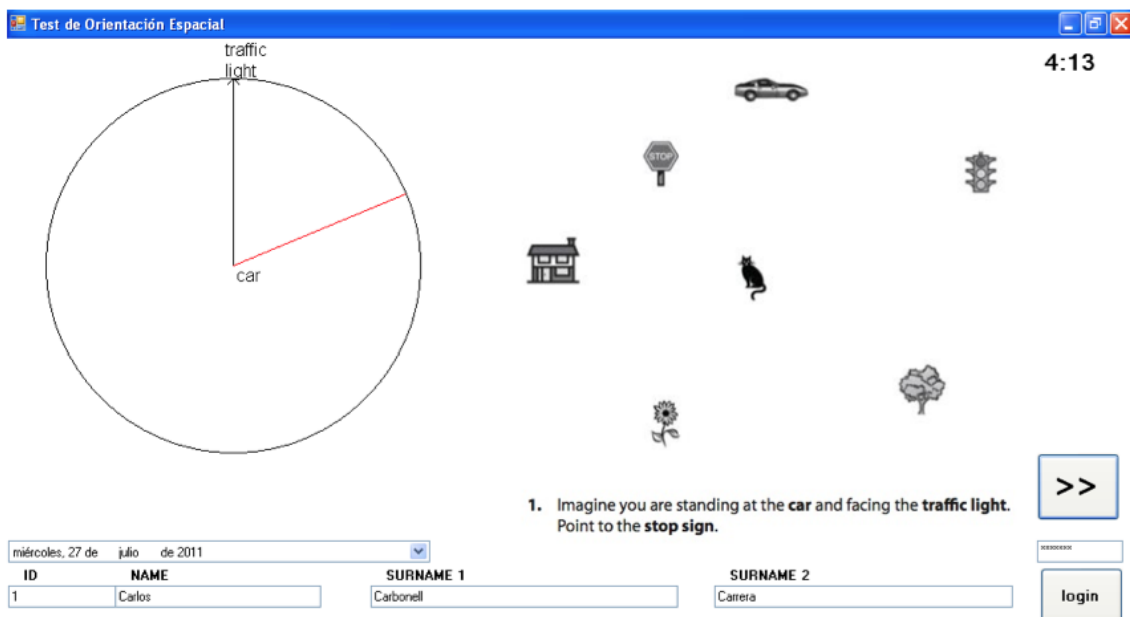 Test de Orientación Espacial
traffic
light
4:13
STOP
car
1. Imagine you are standing at the car and facing the traffic light.
Point to the stop sign.
>>
miércoles, 27 de julio de 2011
xxxxxxx
ID NAME SURNAME 1 SURNAME 2
1 Carlos Carbonell Carrera
login